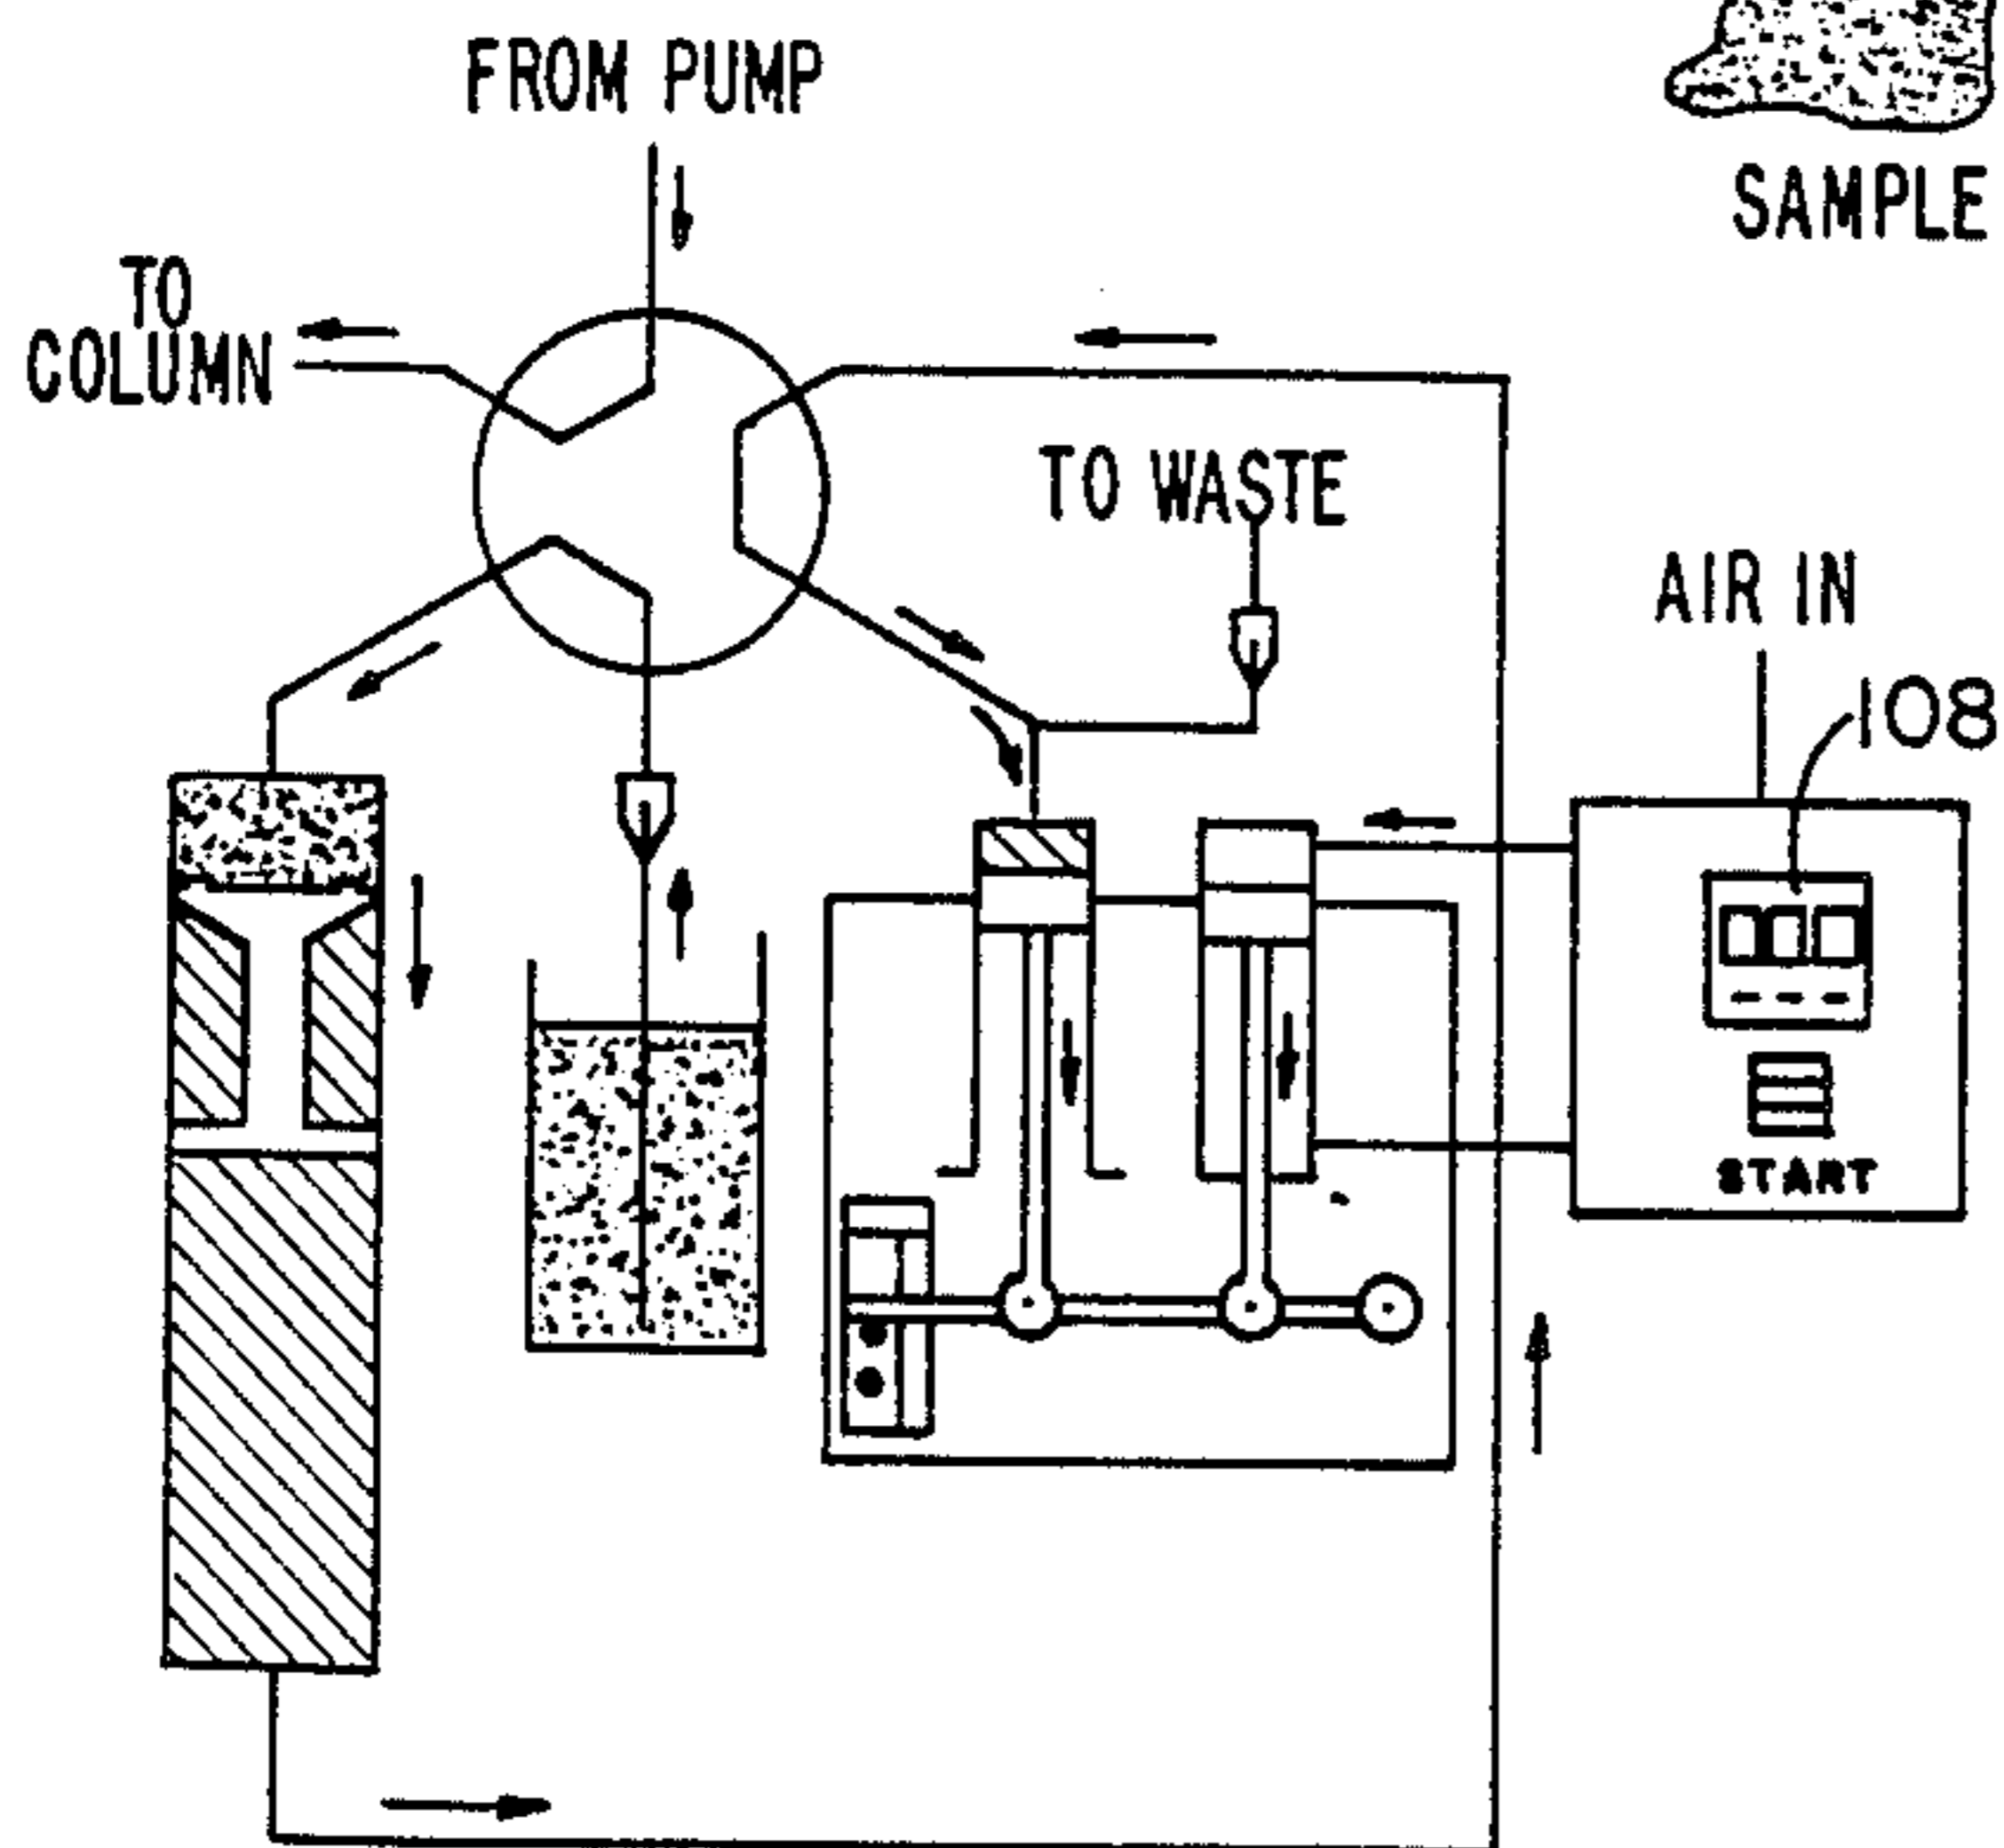 FROM PUMP
SAMPLE
TO
COLUMN
TO WASTE
AIR IN
108
START